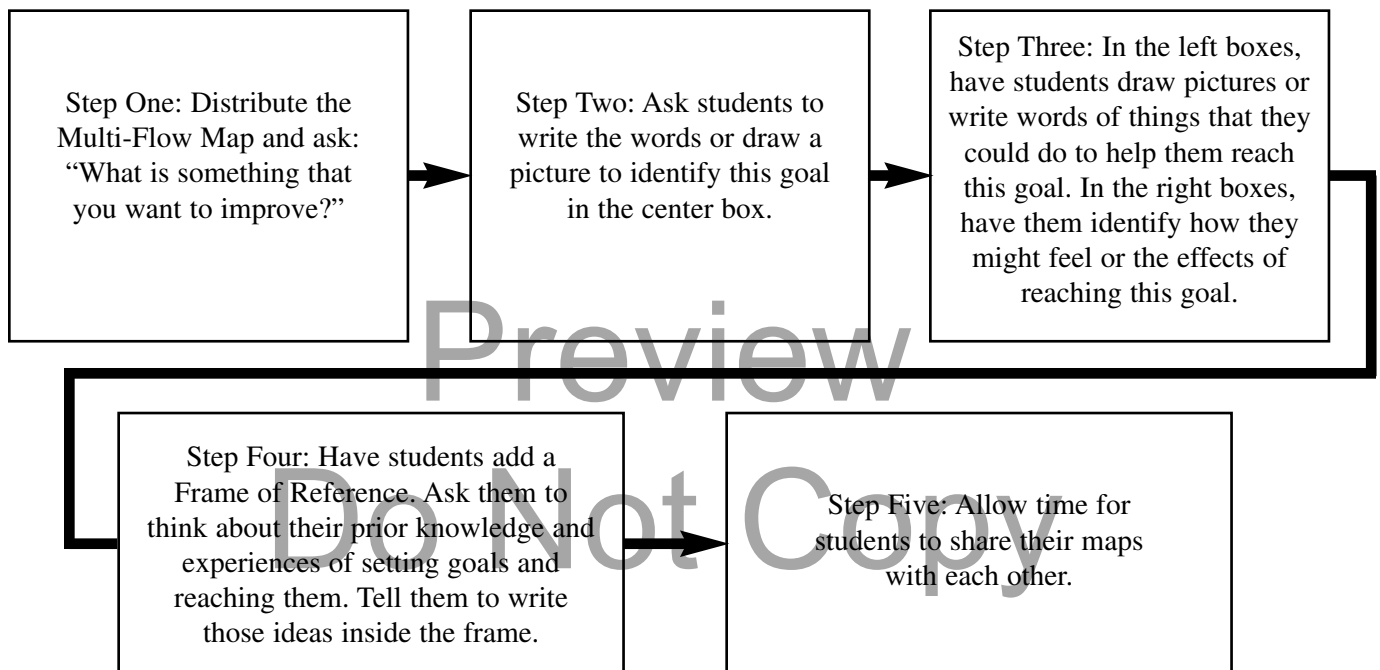 Step One: Distribute the
Multi-Flow Map and ask:
“What is something that
you want to improve?”
Step Two: Ask students to
write the words or draw a
picture to identify this goal
in the center box.
Step Three: In the left boxes,
have students draw pictures or
write words of things that they
could do to help them reach
this goal. In the right boxes,
have them identify how they
might feel or the effects of
reaching this goal.
Preview
Step Four: Have students add a
Frame of Reference. Ask them to
think about their prior knowledge and
experiences of setting goals and
reaching them. Tell them to write
those ideas inside the frame.
Step Five: Allow time for
students to share their maps
with each other.
Do Not Copy